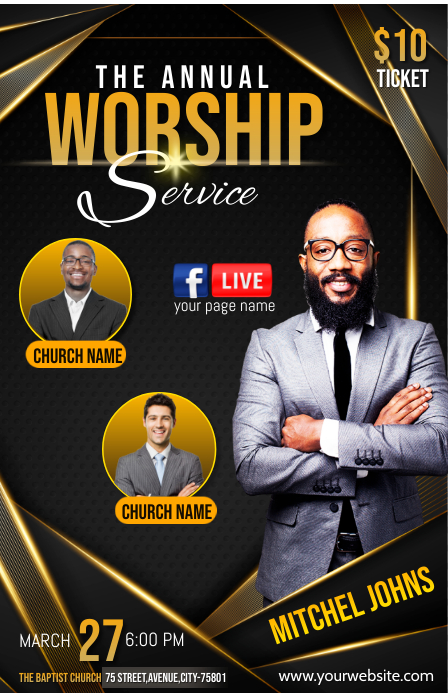 $10
TICKET
THE ANNUAL
WORSHIP
Service
f LIVE
your page name
CHURCH NAME
CHURCH NAME
MITCHEL JOHNS
MARCH 27 6:00 PM
THE BAPTIST CHURCH 75 STREET,AVENUE,CITY-75801
www.yourwebsite.com